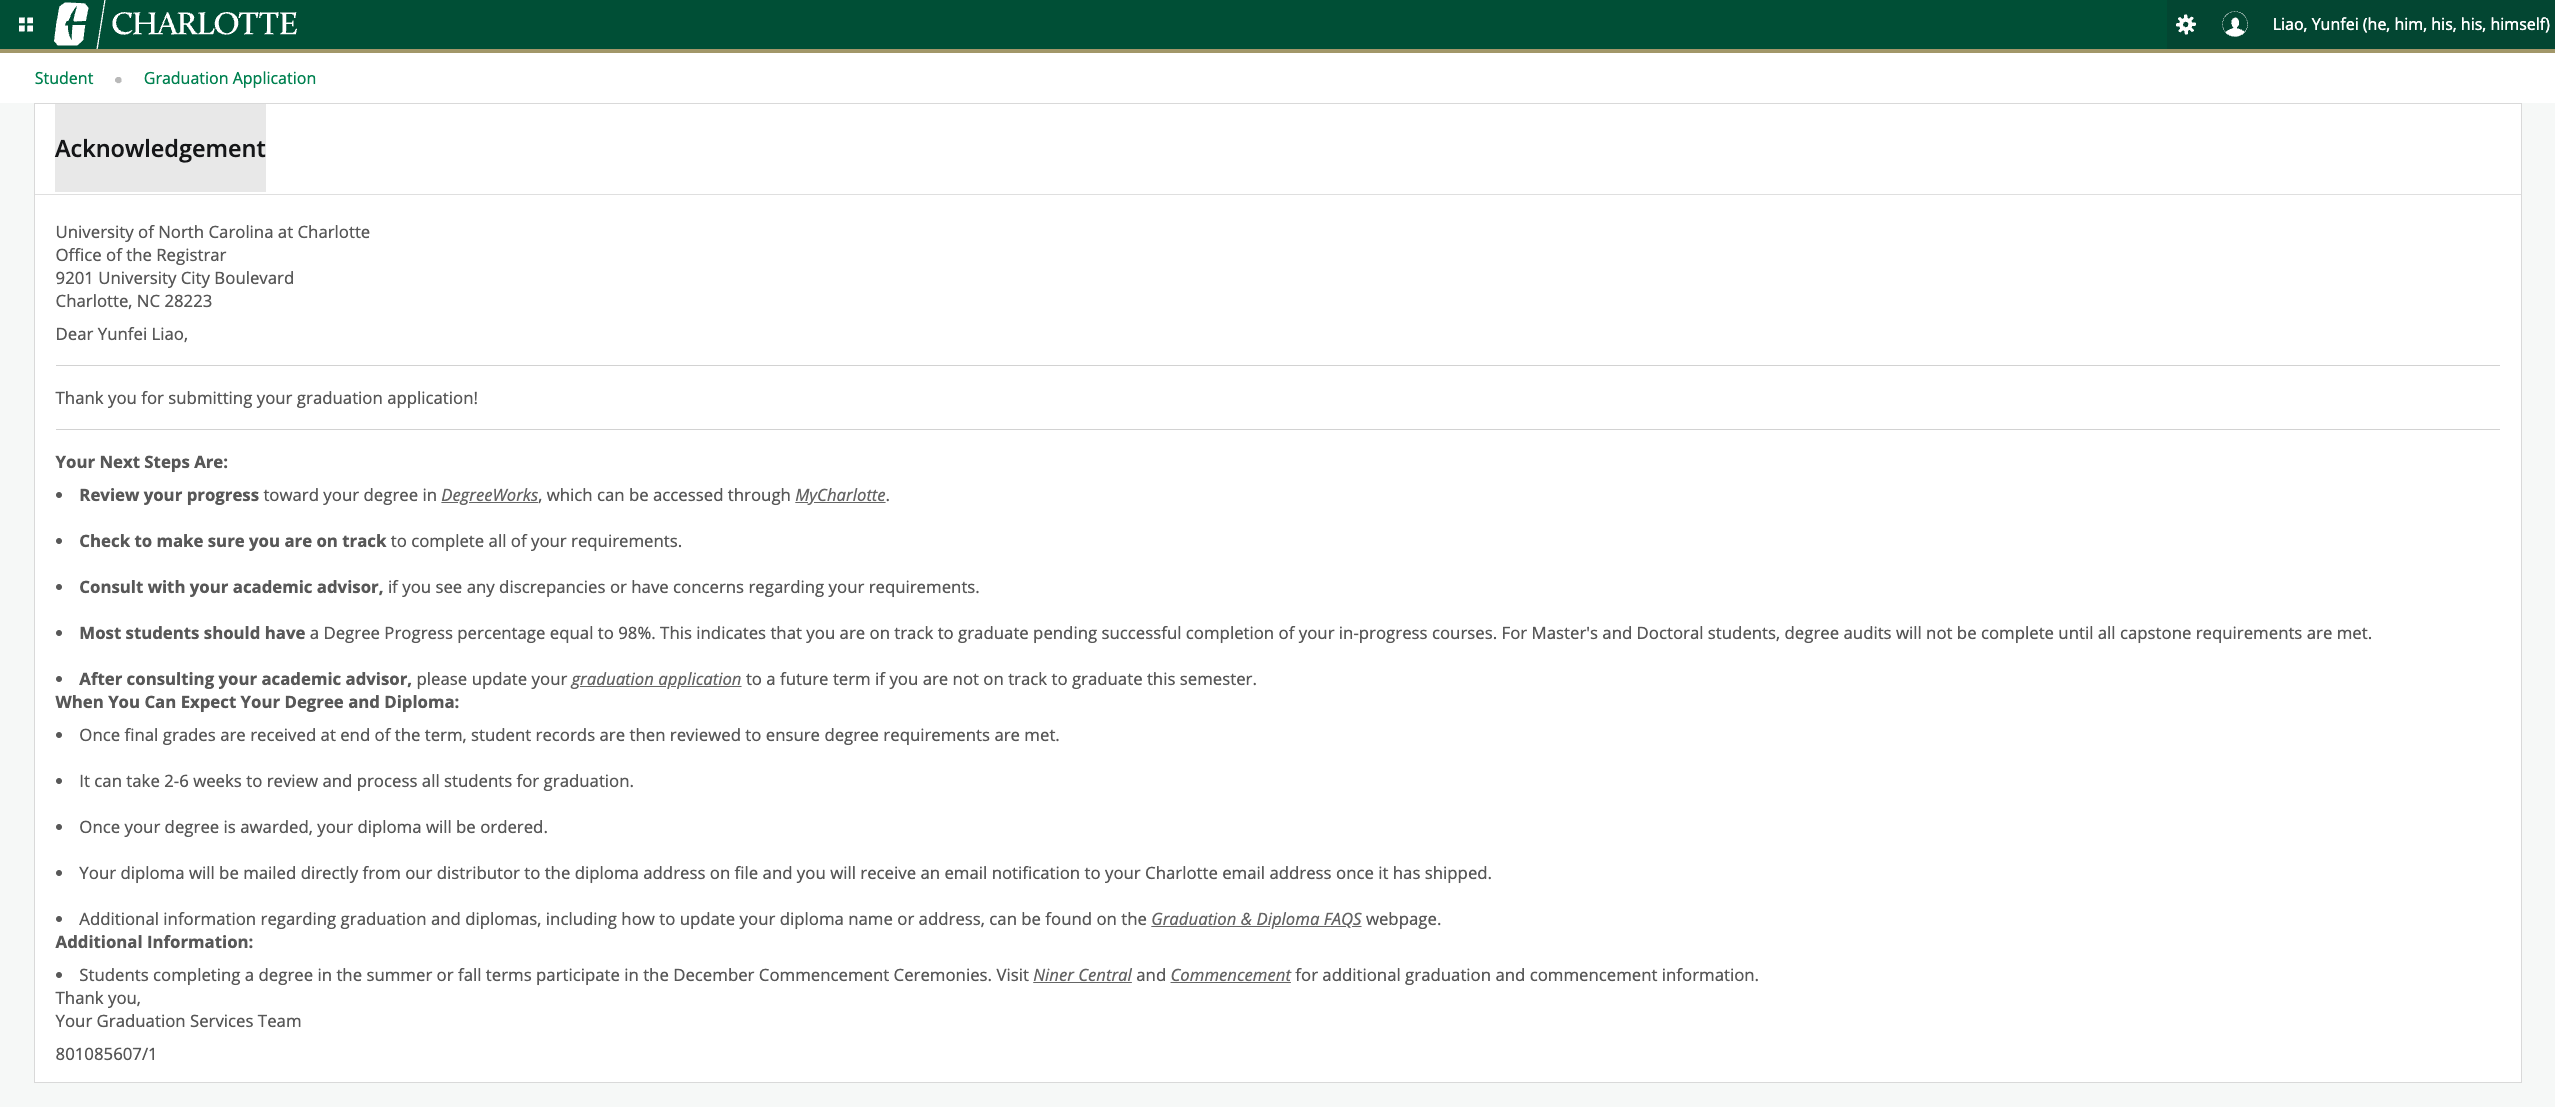 CHARLOTTE
Liao, Yunfei (he, him, his, his, himself)
Student • Graduation Application
Acknowledgement
University of North Carolina at Charlotte
Office of the Registrar
9201 University City Boulevard
Charlotte, NC 28223
Dear Yunfei Liao,
Thank you for submitting your graduation application!
Your Next Steps Are:
• Review your progress toward your degree in DegreeWorks, which can be accessed through MyCharlotte.
• Check to make sure you are on track to complete all of your requirements.
• Consult with your academic advisor, if you see any discrepancies or have concerns regarding your requirements.
• Most students should have a Degree Progress percentage equal to 98%. This indicates that you are on track to graduate pending successful completion of your in-progress courses. For Master's and Doctoral students, degree audits will not be complete until all capstone requirements are met.
• After consulting your academic advisor, please update your graduation application to a future term if you are not on track to graduate this semester.
When You Can Expect Your Degree and Diploma:
• Once final grades are received at end of the term, student records are then reviewed to ensure degree requirements are met.
• It can take 2-6 weeks to review and process all students for graduation.
• Once your degree is awarded, your diploma will be ordered.
• Your diploma will be mailed directly from our distributor to the diploma address on file and you will receive an email notification to your Charlotte email address once it has shipped.
• Additional information regarding graduation and diplomas, including how to update your diploma name or address, can be found on the Graduation & Diploma FAQS webpage.
Additional Information:
• Students completing a degree in the summer or fall terms participate in the December Commencement Ceremonies. Visit Niner Central and Commencement for additional graduation and commencement information.
Thank you,
Your Graduation Services Team
801085607/1